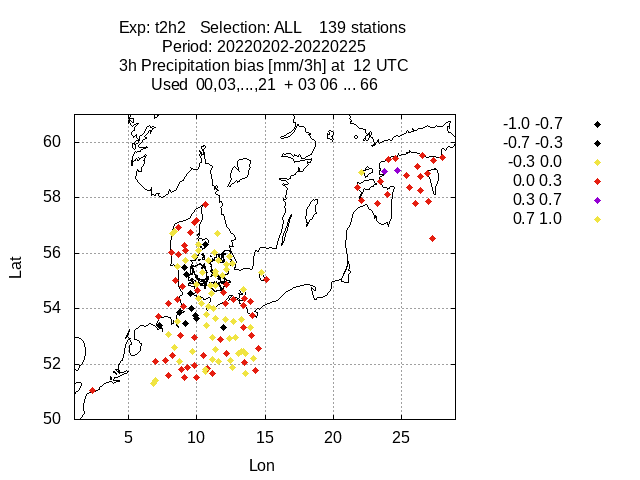 Exp: t2h2 Selection: ALL 139 stations
Period: 20220202-20220225
3h Precipitation bias [mm/3h] at 12 UTC
Used 00,03,...,21 + 03 06 ... 66
-1.0 -0.7
-0.7 -0.3
-0.3 0.0
0.0 0.3
0.3 0.7
0.7 1.0
Lat
60
58
56
54
52
50
5 10 15 20 25
Lon